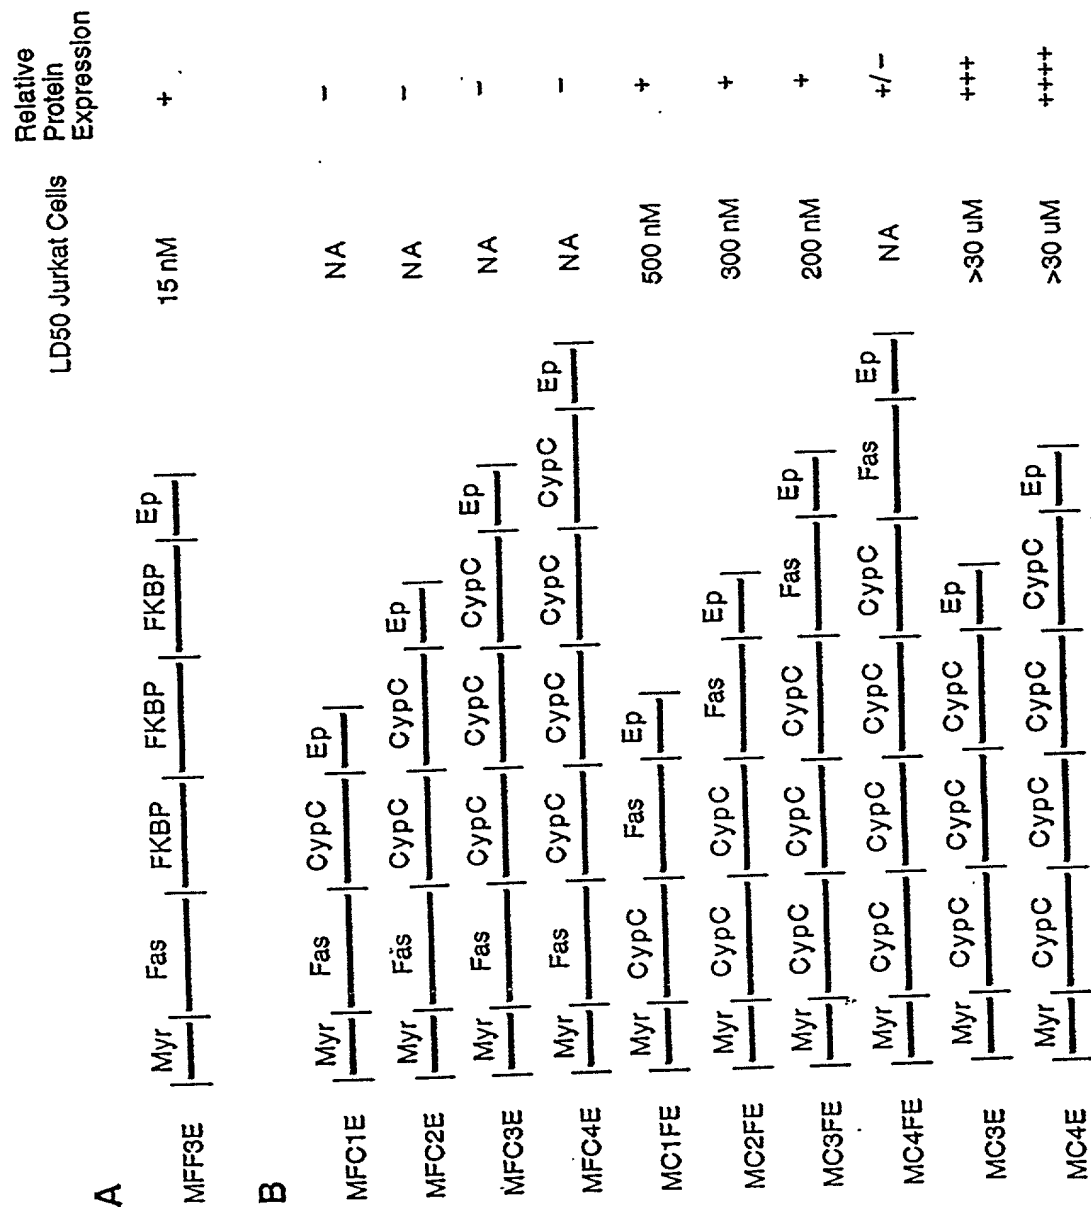 LD50 Jurkat Cells
Relative
Protein
Expression
A
MFF3E Myr Fas FKBP FKBP FKBP Ep 15 nM +
B
MFC1E Myr Fas CypC Ep NA –
MFC2E Myr Fas CypC CypC Ep NA –
MFC3E Myr Fas CypC CypC CypC Ep NA –
MFC4E Myr Fas CypC CypC CypC CypC Ep NA –
MC1FE Myr CypC Fas Ep 500 nM +
MC2FE Myr CypC CypC Fas Ep 300 nM +
MC3FE Myr CypC CypC CypC Fas Ep 200 nM +
MC4FE Myr CypC CypC CypC CypC Fas Ep NA +/–
MC3E Myr CypC CypC CypC Ep >30 uM +++
MC4E Myr CypC CypC CypC CypC Ep >30 uM ++++